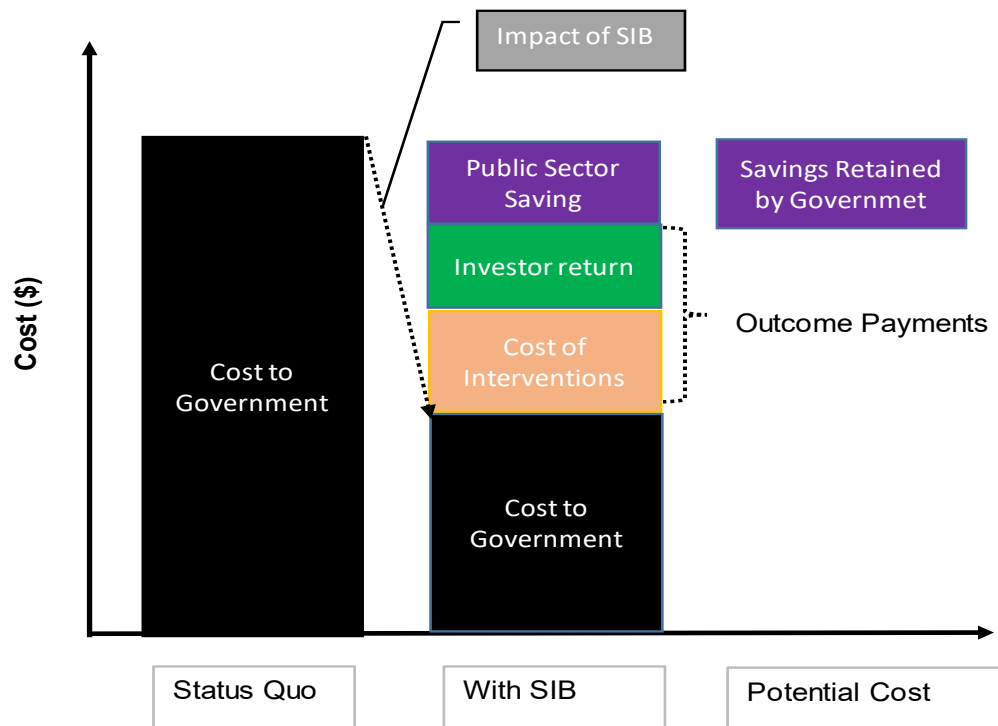 Impact of SIB
Public Sector
Saving
Savings Retained
by Governmet
Investor return
Outcome Payments
Cost of
Interventions
Cost ($)
Cost to
Government
Cost to
Government
Status Quo
With SIB
Potential Cost